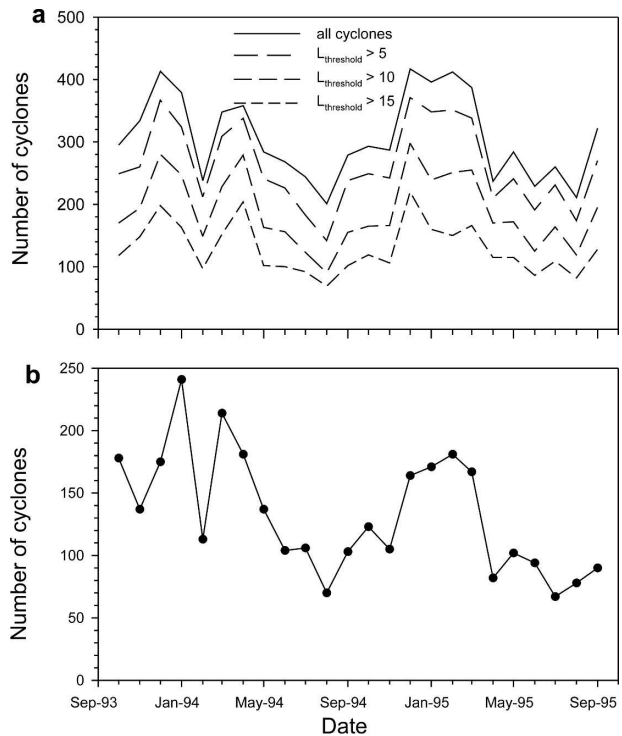 a
500
400
300
200
100
0
Number of cyclones
all cyclones
Lthreshold > 5
Lthreshold > 10
Lthreshold > 15
b
250
200
150
100
50
0
Number of cyclones
Sep-93 Jan-94 May-94 Sep-94 Jan-95 May-95 Sep-95
Date